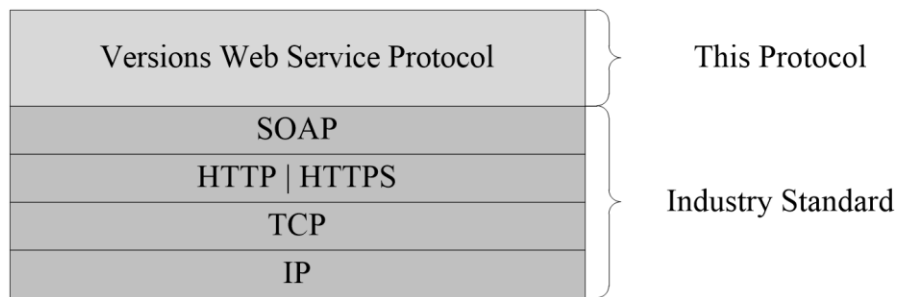 Versions Web Service Protocol
This Protocol
SOAP
HTTP | HTTPS
TCP
IP
Industry Standard